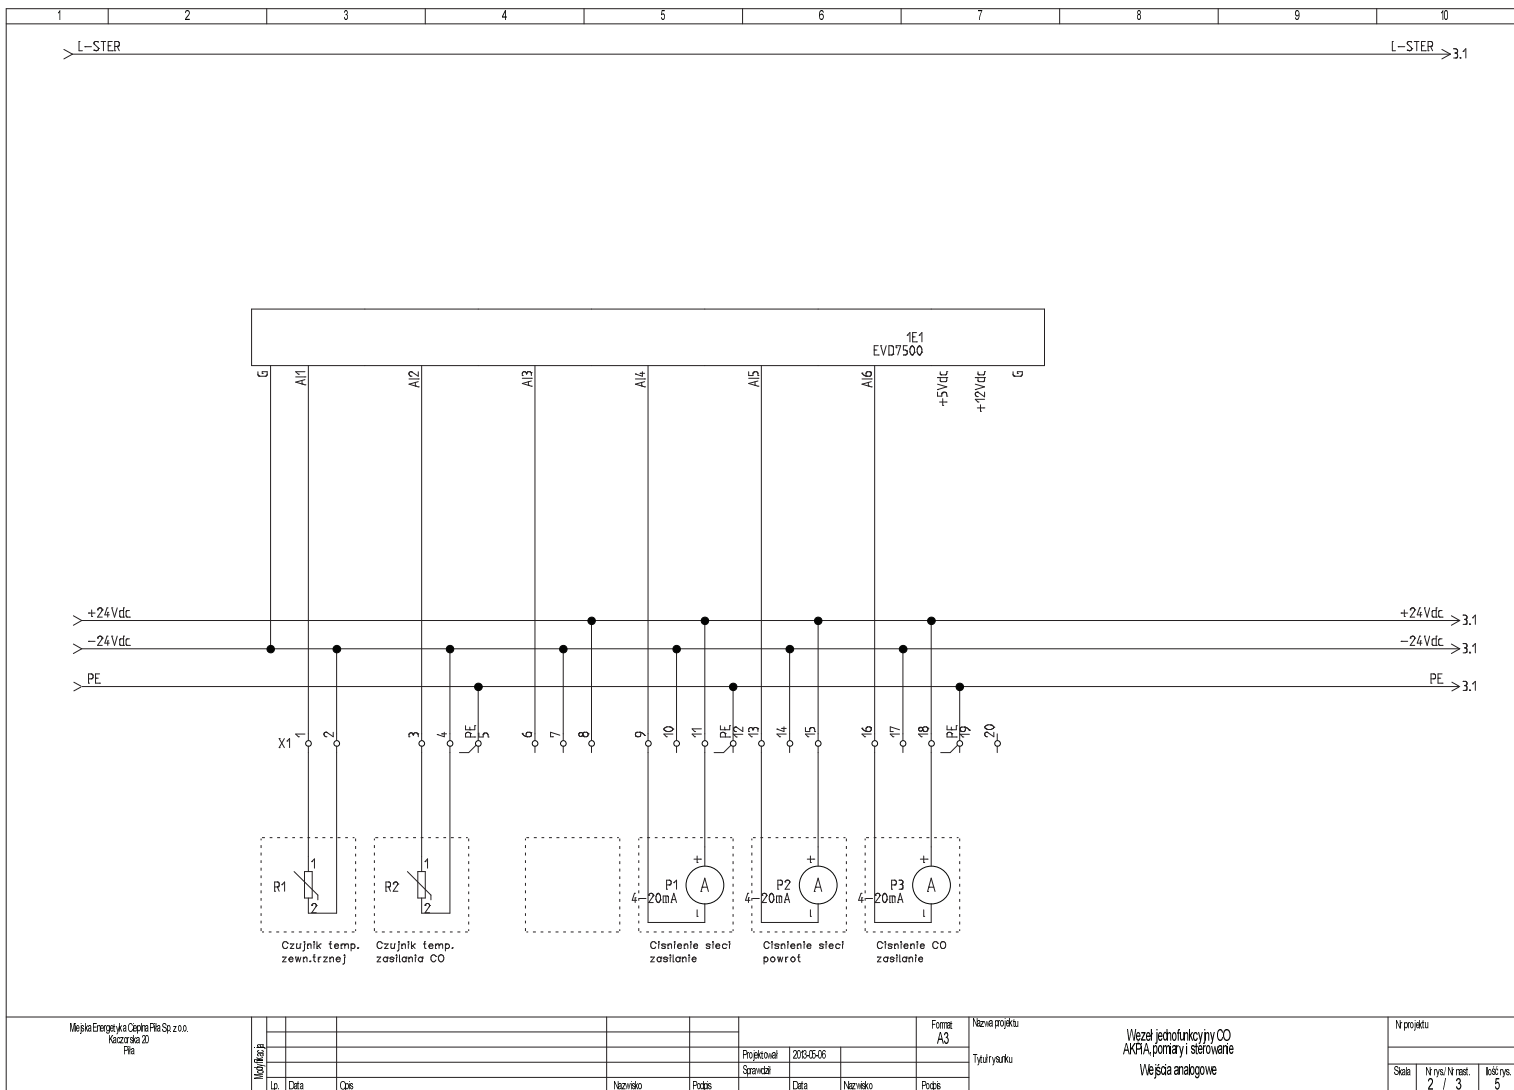 1 2 3 4 5 6 7 8 9 10
L-STER L-STER 3.1
1E1
EVD7500
G AI1 AI2 AI3 AI4 AI5 AI6 +5Vdc +12Vdc G
+24Vdc +24Vdc 3.1
-24Vdc -24Vdc 3.1
PE PE 3.1
X1 1 2 3 4 PE 5 6 7 8 9 10 11 PE 12 13 14 15 16 17 18 PE 19 20
R1 1 2
R2 1 2
P1 4-20mA + A -
P2 4-20mA + A -
P3 4-20mA + A -
Czujnik temp.
zewn.trznej
Czujnik temp.
zasilania CO
Cisnienie sieci
zasilanie
Cisnienie sieci
powrot
Cisnienie CO
zasilanie
Miejska Energetyka Cieplna Piła Sp. z o.o.
Kaczorska 20
Piła
Modyfikacja
Lp. Data Opis Nazwisko Podpis
Projektował 2013-05-06
Sprawdził
Data Nazwisko Podpis
Format
A3
Nazwa projektu
Węzeł jednofunkcyjny CO
AKPiA, pomiary i sterowanie
Tytuł rysunku
Wejścia analogowe
Nr projektu
Skala Nr rys./ Nr nast. Ilość rys.
2 / 3 5